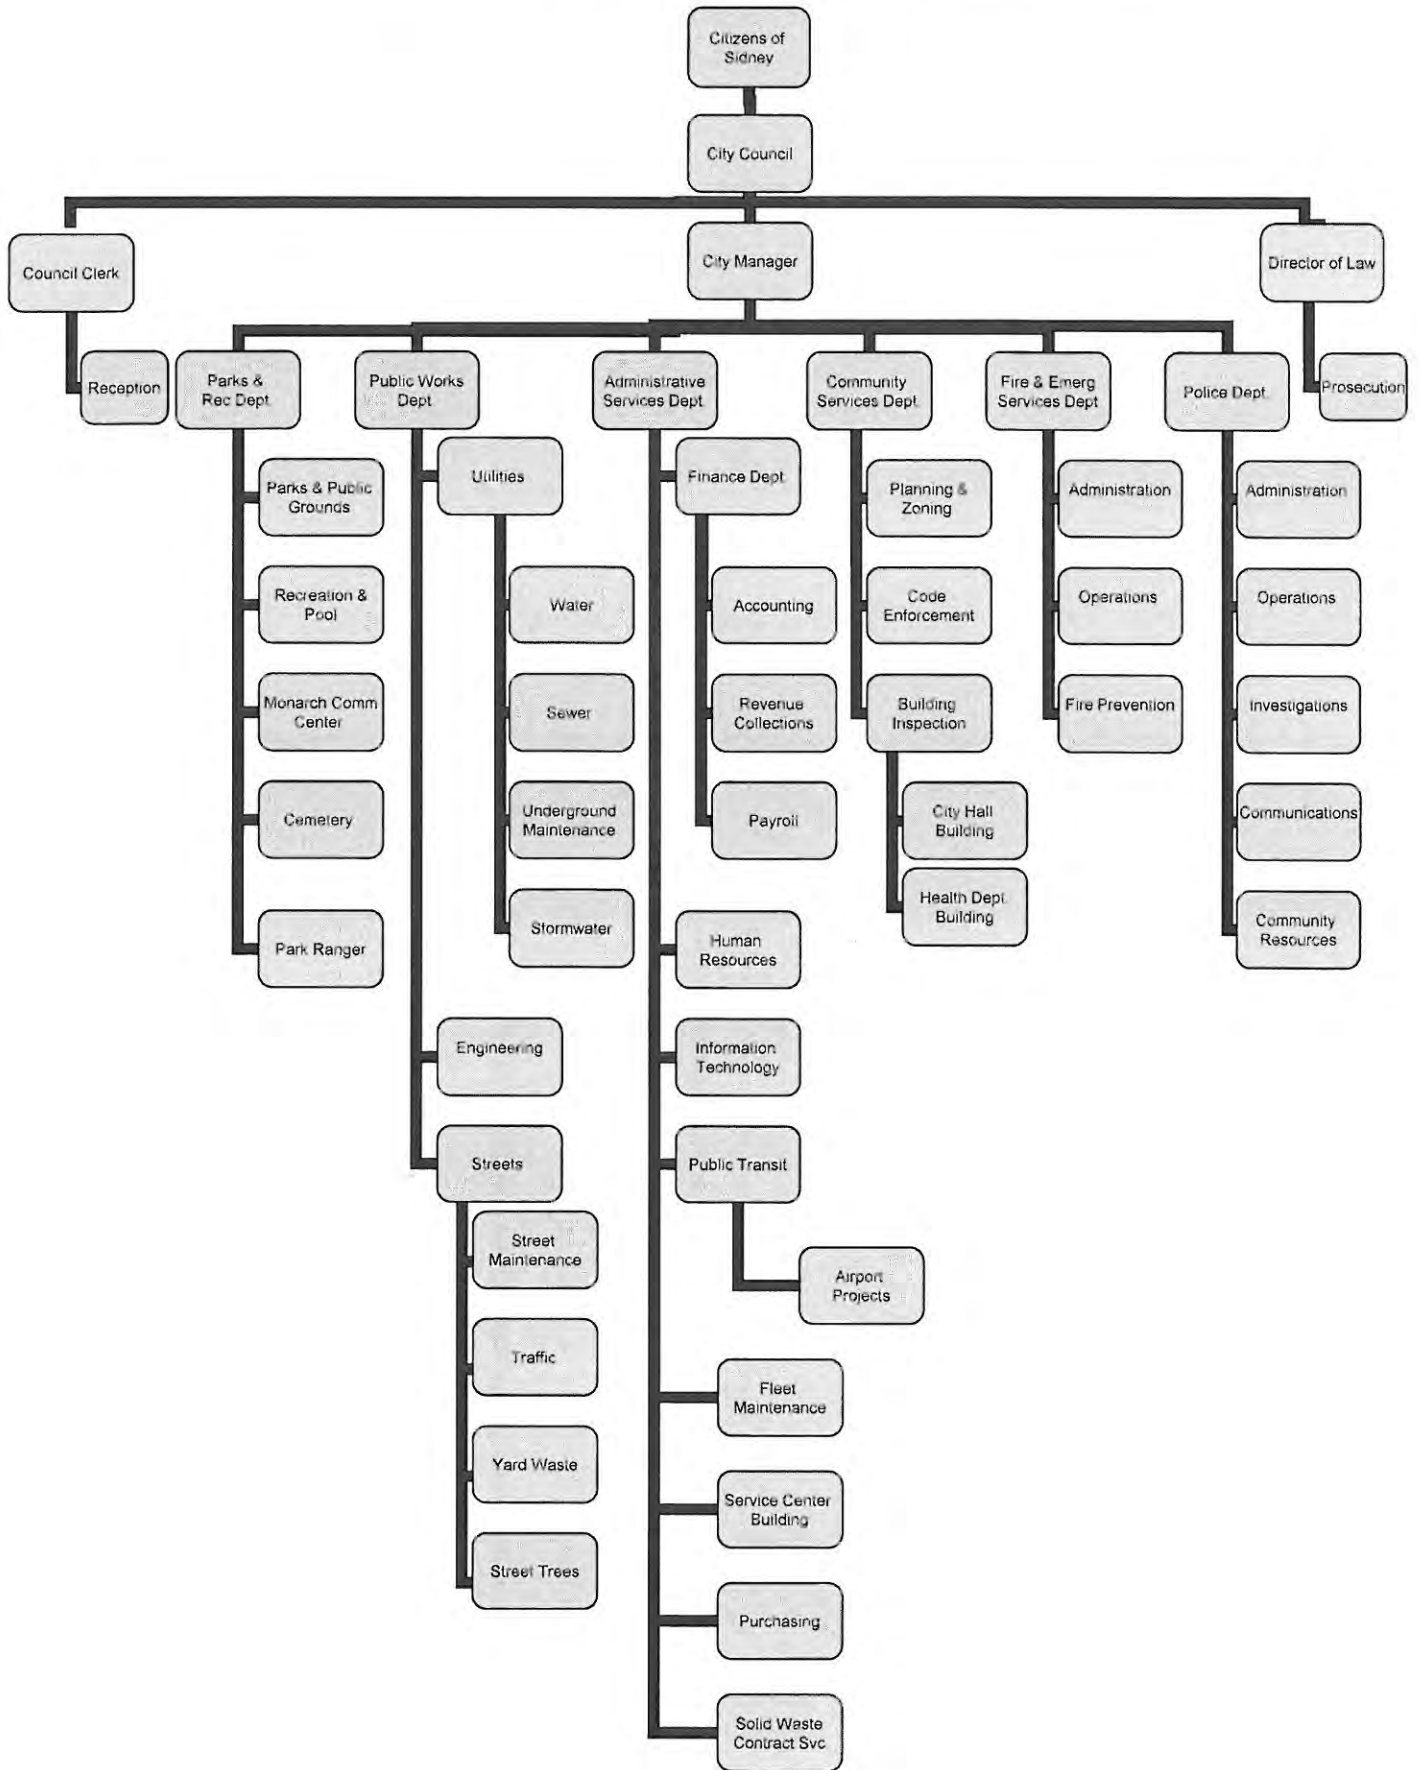 Citizens of
Sidney
City Council
Council Clerk
City Manager
Director of Law
Reception
Parks &
Rec Dept.
Public Works
Dept
Administrative
Services Dept.
Community
Services Dept.
Fire & Emerg
Services Dept
Police Dept.
Prosecution
Parks & Public
Grounds
Recreation &
Pool
Monarch Comm
Center
Cemetery
Park Ranger
Utilities
Water
Sewer
Underground
Maintenance
Stormwater
Engineering
Streets
Street
Maintenance
Traffic
Yard Waste
Street Trees
Finance Dept.
Accounting
Revenue
Collections
Payroll
Human
Resources
Information
Technology
Public Transit
Airport
Projects
Fleet
Maintenance
Service Center
Building
Purchasing
Solid Waste
Contract Svc
Planning &
Zoning
Code
Enforcement
Building
Inspection
City Hall
Building
Health Dept.
Building
Administration
Operations
Fire Prevention
Administration
Operations
Investigations
Communications
Community
Resources